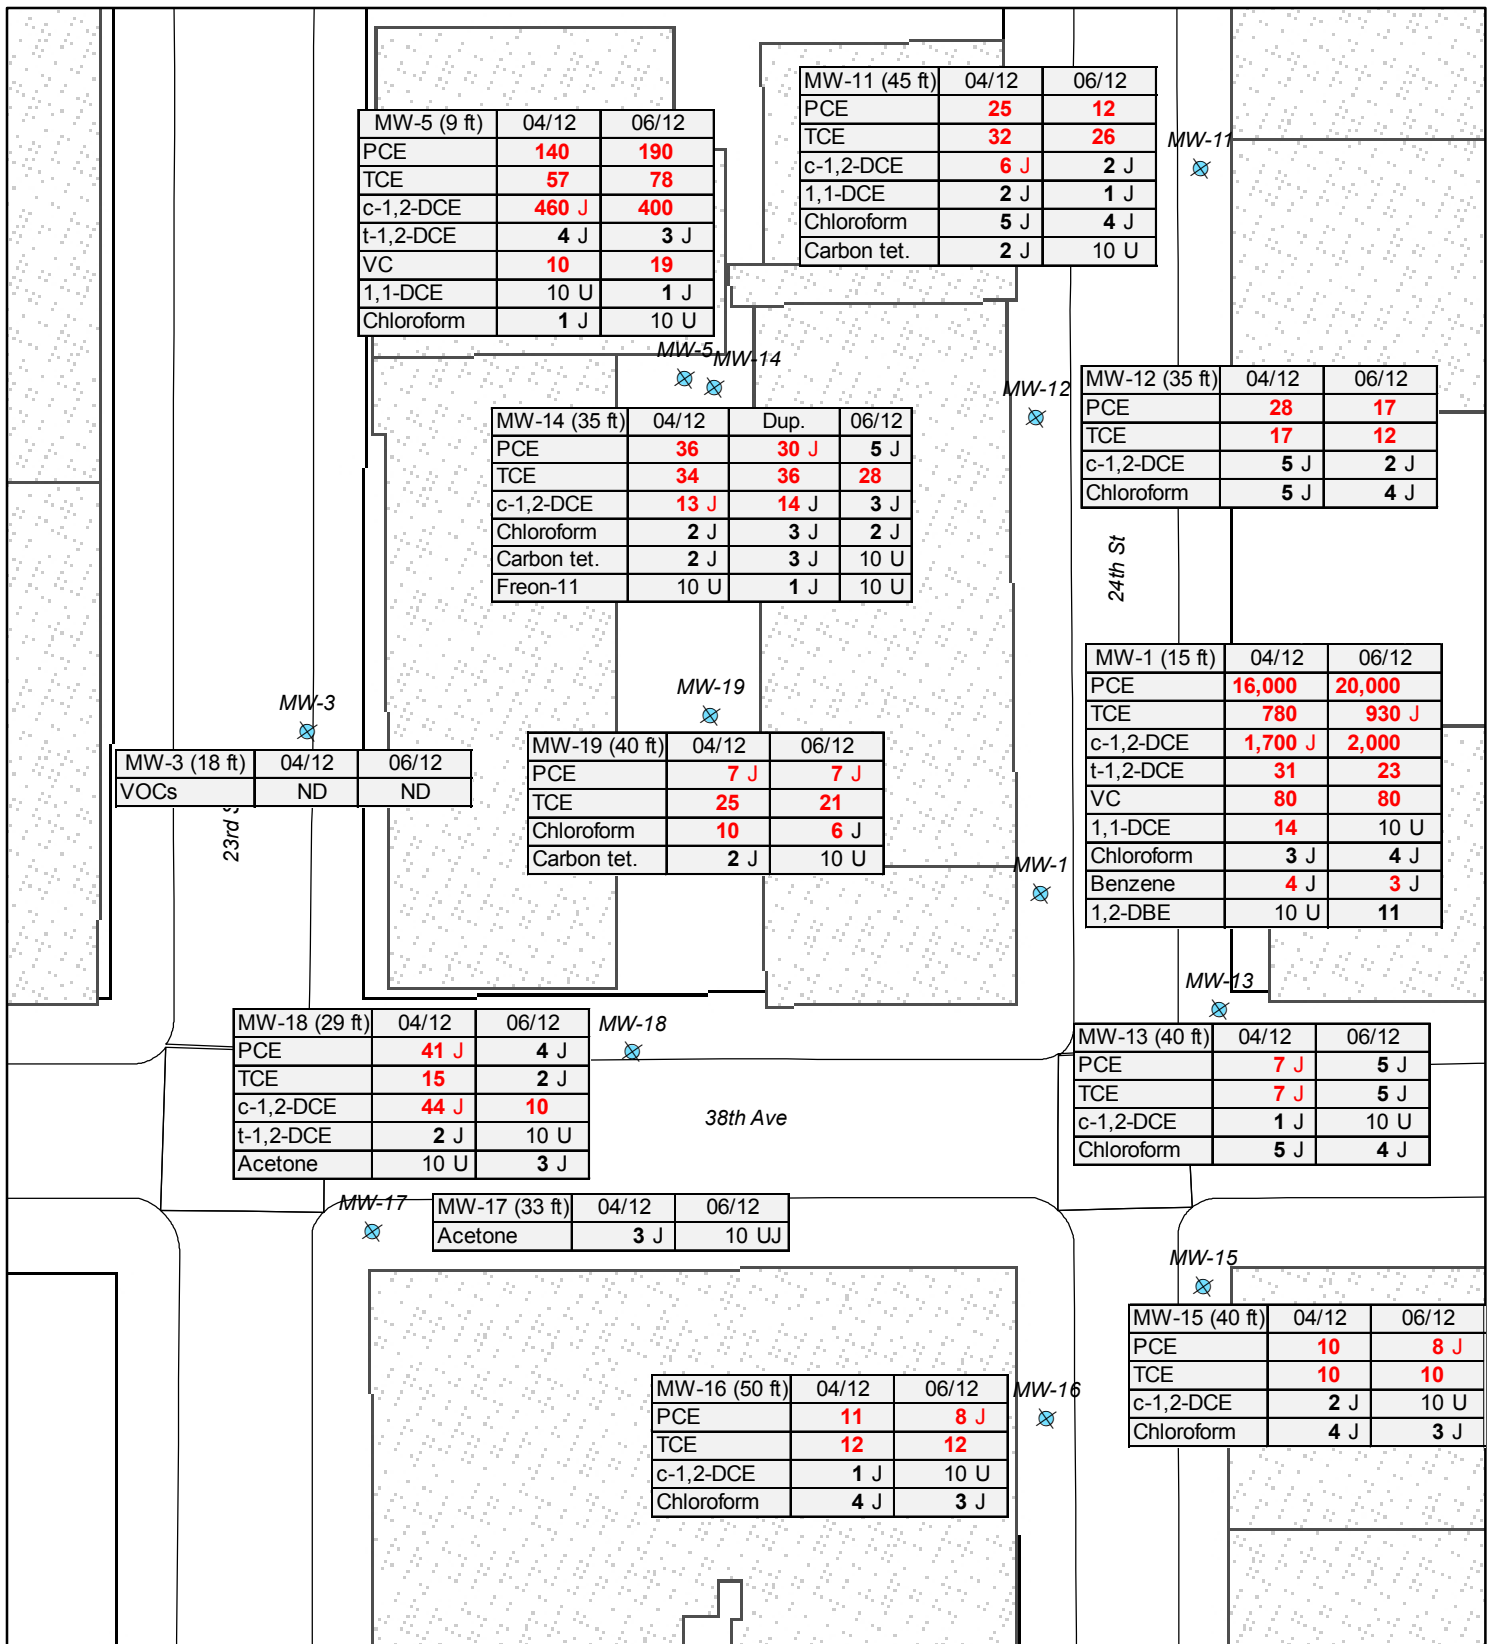 MW-11 (45 ft) 04/12 06/12
PCE 25 12
TCE 32 26
c-1,2-DCE 6 J 2 J
1,1-DCE 2 J 1 J
Chloroform 5 J 4 J
Carbon tet. 2 J 10 U
MW-11
MW-5 (9 ft) 04/12 06/12
PCE 140 190
TCE 57 78
c-1,2-DCE 460 J 400
t-1,2-DCE 4 J 3 J
VC 10 19
1,1-DCE 10 U 1 J
Chloroform 1 J 10 U
MW-5
MW-14
MW-12
MW-12 (35 ft) 04/12 06/12
PCE 28 17
TCE 17 12
c-1,2-DCE 5 J 2 J
Chloroform 5 J 4 J
MW-14 (35 ft) 04/12 Dup. 06/12
PCE 36 30 J 5 J
TCE 34 36 28
c-1,2-DCE 13 J 14 J 3 J
Chloroform 2 J 3 J 2 J
Carbon tet. 2 J 3 J 10 U
Freon-11 10 U 1 J 10 U
24th St
MW-1 (15 ft) 04/12 06/12
PCE 16,000 20,000
TCE 780 930 J
c-1,2-DCE 1,700 J 2,000
t-1,2-DCE 31 23
VC 80 80
1,1-DCE 14 10 U
Chloroform 3 J 4 J
Benzene 4 J 3 J
1,2-DBE 10 U 11
MW-3
MW-3 (18 ft) 04/12 06/12
VOCs ND ND
23rd
MW-19
MW-19 (40 ft) 04/12 06/12
PCE 7 J 7 J
TCE 25 21
Chloroform 10 6 J
Carbon tet. 2 J 10 U
MW-1
MW-13
MW-18 (29 ft) 04/12 06/12
PCE 41 J 4 J
TCE 15 2 J
c-1,2-DCE 44 J 10
t-1,2-DCE 2 J 10 U
Acetone 10 U 3 J
MW-18
38th Ave
MW-13 (40 ft) 04/12 06/12
PCE 7 J 5 J
TCE 7 J 5 J
c-1,2-DCE 1 J 10 U
Chloroform 5 J 4 J
MW-17
MW-17 (33 ft) 04/12 06/12
Acetone 3 J 10 UJ
MW-15
MW-15 (40 ft) 04/12 06/12
PCE 10 8 J
TCE 10 10
c-1,2-DCE 2 J 10 U
Chloroform 4 J 3 J
MW-16 (50 ft) 04/12 06/12
PCE 11 8 J
TCE 12 12
c-1,2-DCE 1 J 10 U
Chloroform 4 J 3 J
MW-16